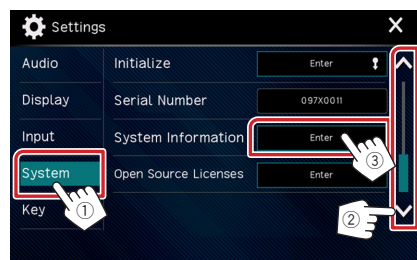 Settings
Audio
Initialize
Enter
Display
Serial Number
097X0011
Input
System Information
Enter
③
System
①
Open Source Licenses
Enter
Key
②